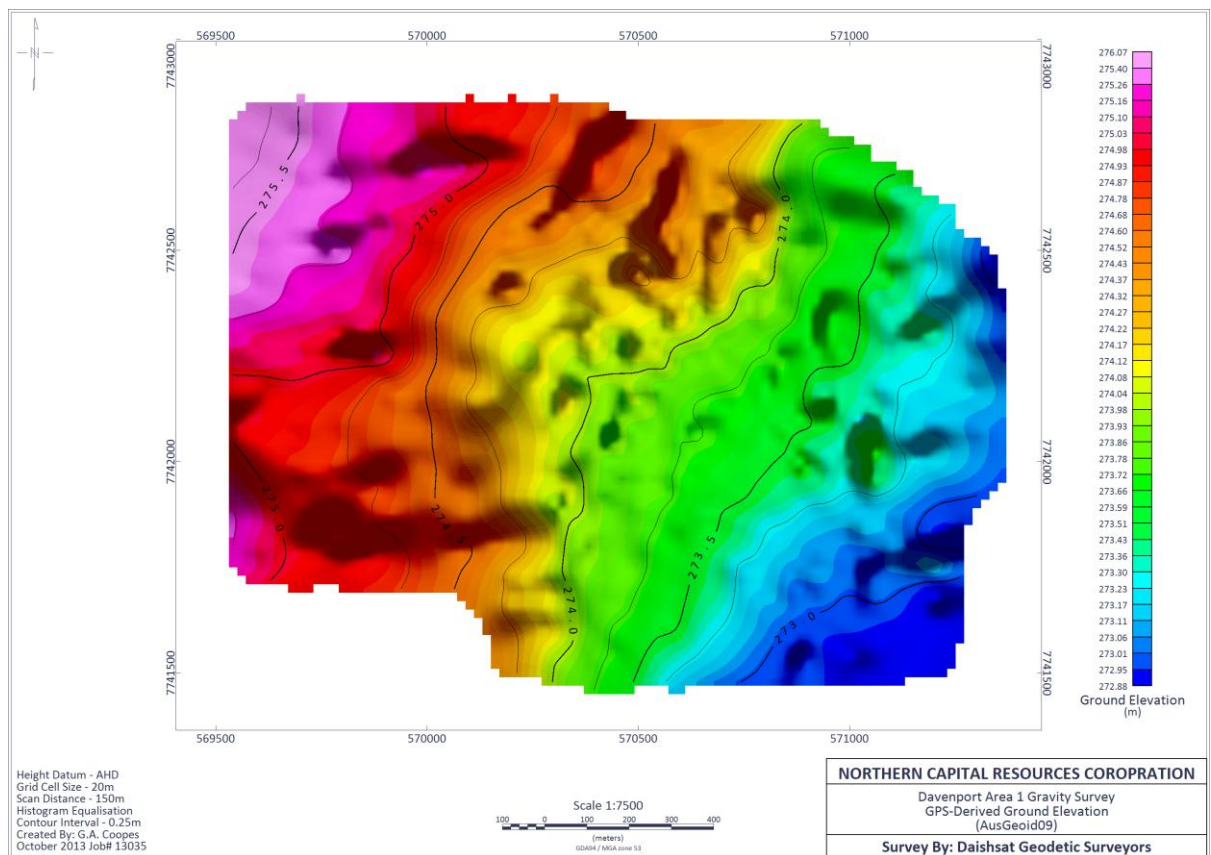 N
569500 570000 570500 571000
7743000 7743000
7742500 7742500
7742000 7742000
7741500 7741500
569500 570000 570500 571000
275.5
275.0
274.0
275.0
274.5
273.5
274.0
273.0
276.07
275.40
275.26
275.16
275.10
275.03
274.98
274.93
274.87
274.78
274.68
274.60
274.52
274.43
274.37
274.32
274.27
274.22
274.17
274.12
274.08
274.04
273.98
273.93
273.86
273.78
273.72
273.66
273.59
273.51
273.43
273.36
273.30
273.23
273.17
273.11
273.06
273.01
272.95
272.88
Ground Elevation
(m)
Height Datum - AHD
Grid Cell Size - 20m
Scan Distance - 150m
Histogram Equalisation
Contour Interval - 0.25m
Created By: G.A. Coopes
October 2013 Job# 13035
Scale 1:7500
100 0 100 200 300 400
(meters)
GDA94 / MGA zone 53
NORTHERN CAPITAL RESOURCES COROPRATION
Davenport Area 1 Gravity Survey
GPS-Derived Ground Elevation
(AusGeoid09)
Survey By: Daishsat Geodetic Surveyors